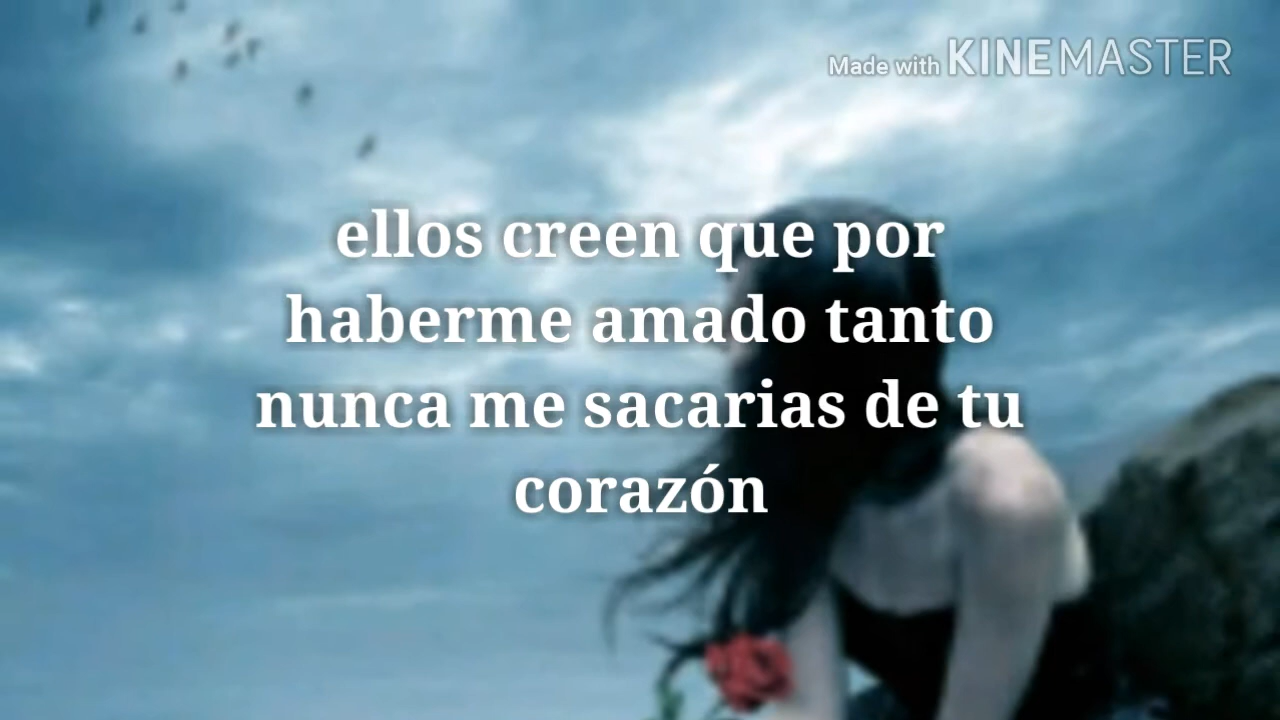 Made with KINEMASTER
ellos creen que por
haberme amado tanto
nunca me sacarias de tu
corazón